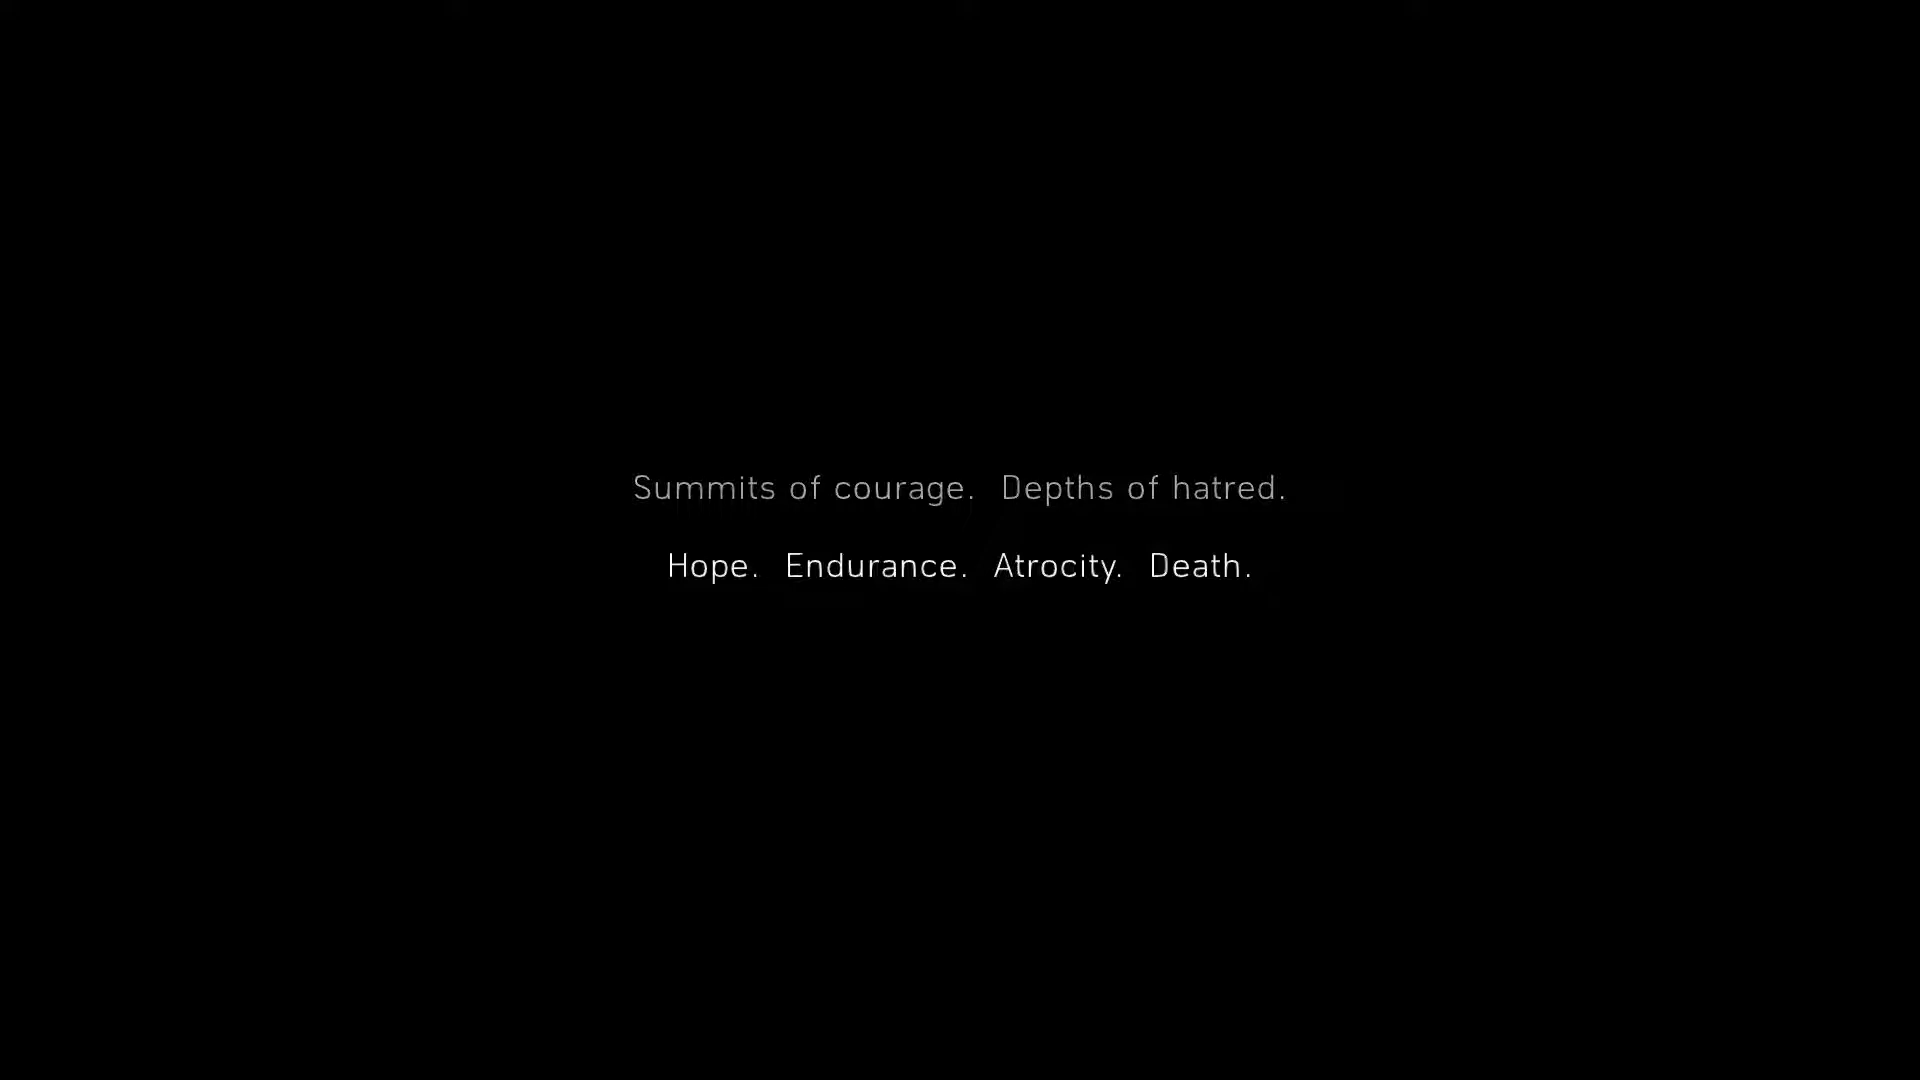 Summits of courage.  Depths of hatred.
Hope.  Endurance.  Atrocity.  Death.